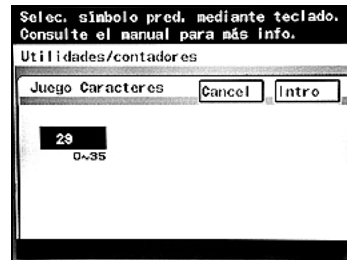 Selec. símbolo pred. mediante teclado.
Consulte el manual para más info.
Utilidades/contadores
Juego Caracteres
Cancel
Intro
29
0~35